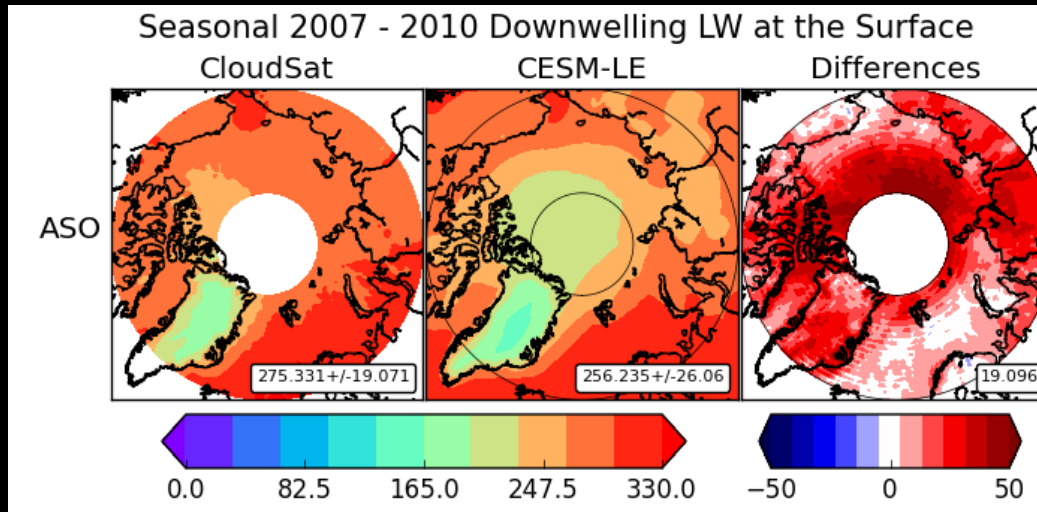 Seasonal 2007 - 2010 Downwelling LW at the Surface
CloudSat CESM-LE Differences
ASO
275.331+/-19.071 256.235+/-26.06 19.096
0.0 82.5 165.0 247.5 330.0 −50 0 50